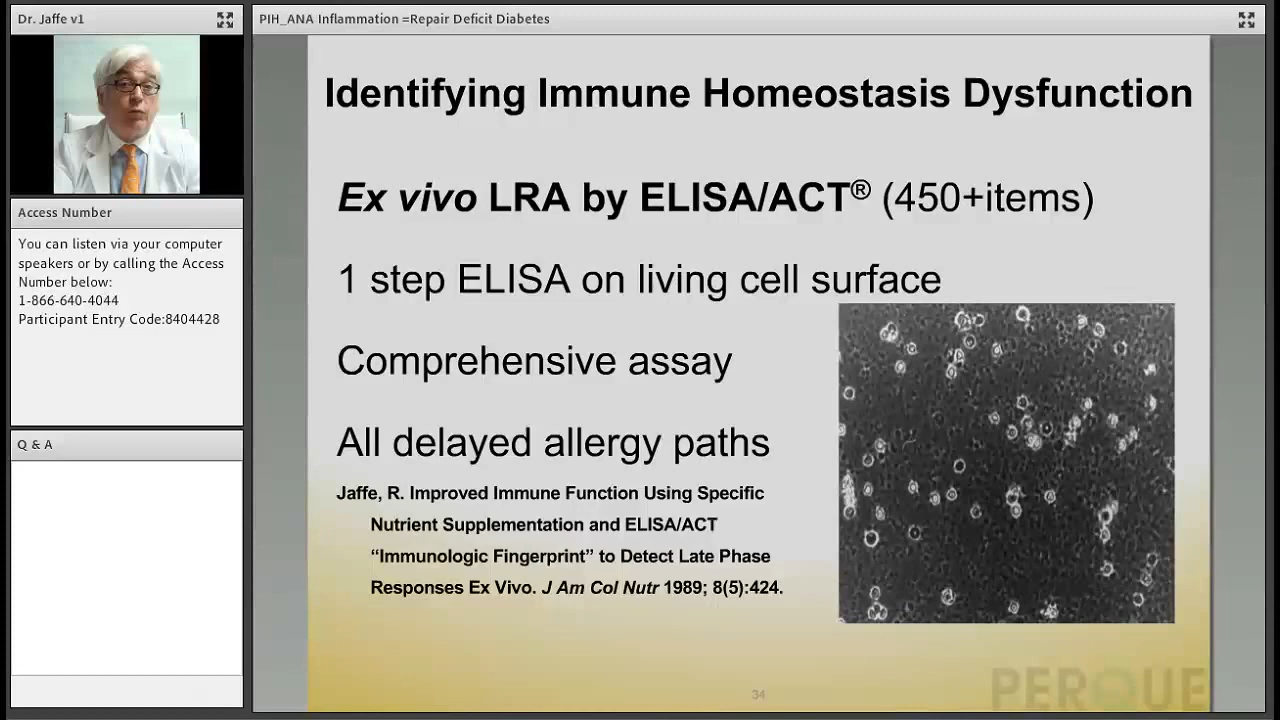 Dr. Jaffe v1
PIH_ANA Inflammation =Repair Deficit Diabetes
Access Number
You can listen via your computer
speakers or by calling the Access
Number below:
1-866-640-4044
Participant Entry Code:8404428
Q & A
Identifying Immune Homeostasis Dysfunction
Ex vivo LRA by ELISA/ACT® (450+items)
1 step ELISA on living cell surface
Comprehensive assay
All delayed allergy paths
Jaffe, R. Improved Immune Function Using Specific
Nutrient Supplementation and ELISA/ACT
“Immunologic Fingerprint” to Detect Late Phase
Responses Ex Vivo. J Am Col Nutr 1989; 8(5):424.
34
PERQUE